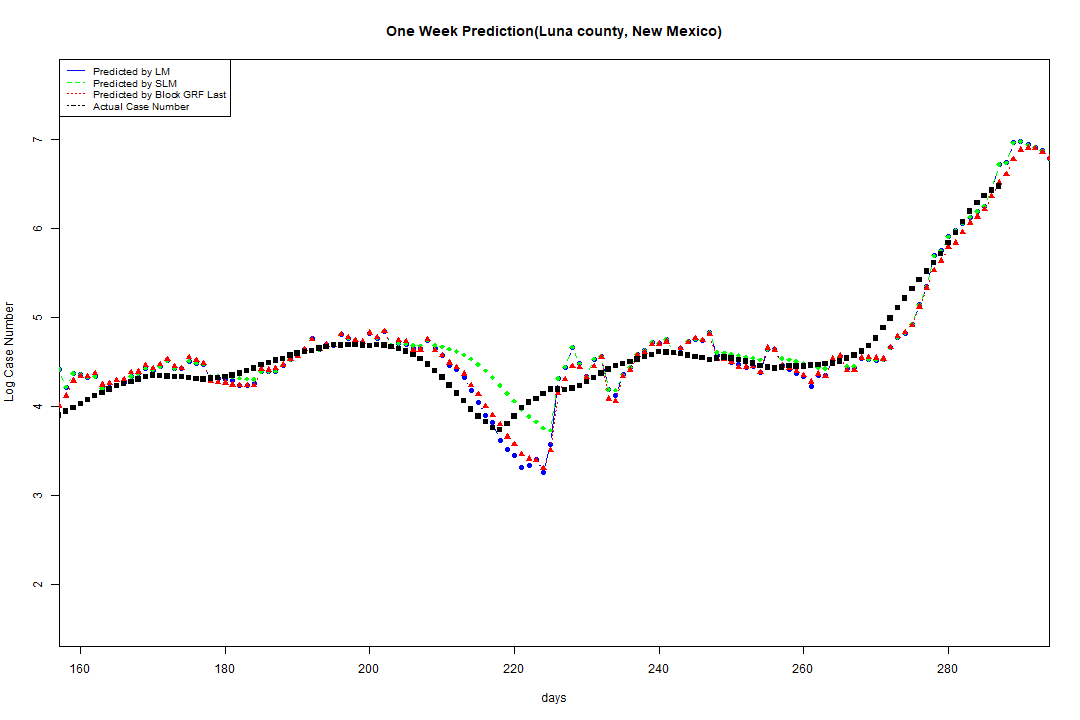 One Week Prediction(Luna county, New Mexico)
Predicted by LM
Predicted by SLM
Predicted by Block GRF Last
Actual Case Number
7
6
5
4
3
2
Log Case Number
160 180 200 220 240 260 280
days